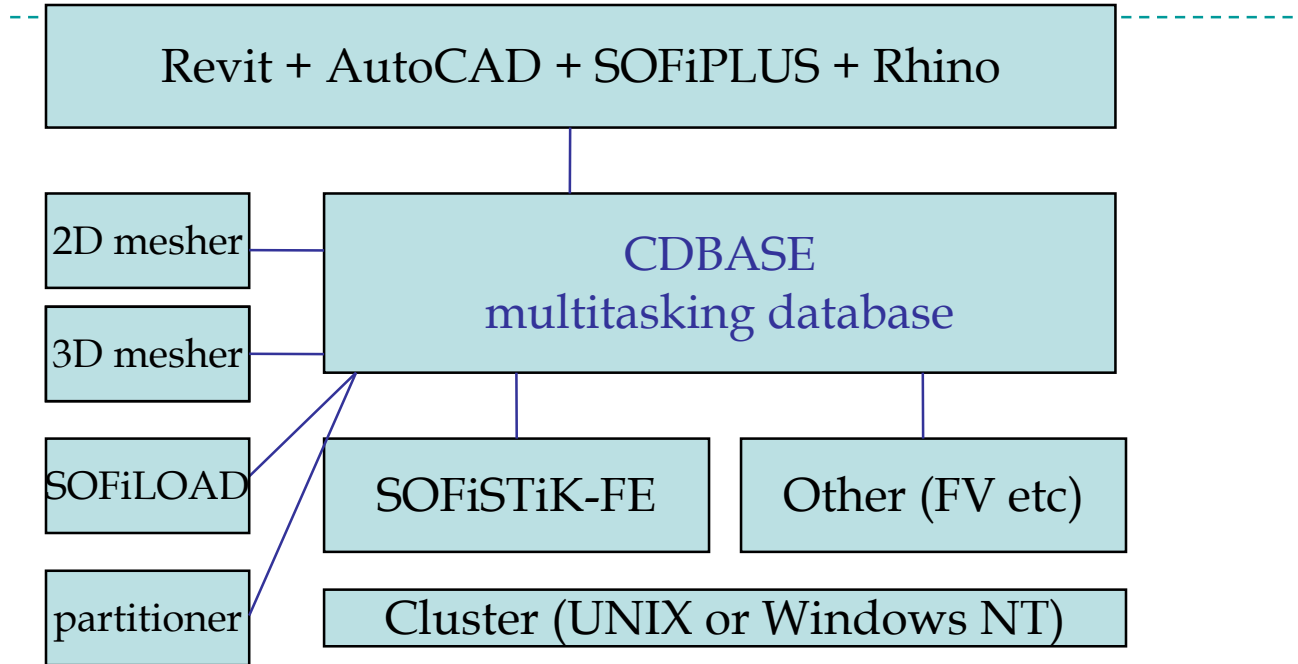 Revit + AutoCAD + SOFiPLUS + Rhino
2D mesher
CDBASE
multitasking database
3D mesher
SOFiLOAD
SOFiSTiK-FE
Other (FV etc)
partitioner
Cluster (UNIX or Windows NT)